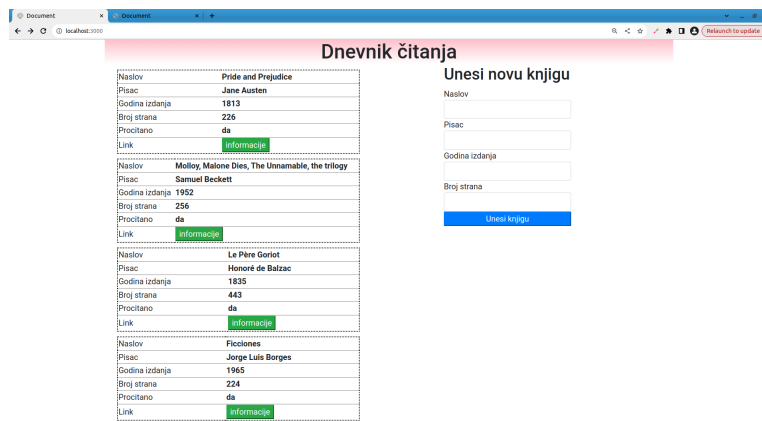 Document
Document
localhost:3000
Relaunch to update
Dnevnik čitanja
Naslov Pride and Prejudice
Pisac Jane Austen
Godina izdanja 1813
Broj strana 226
Procitano da
Link informacije
Naslov Molloy, Malone Dies, The Unnamable, the trilogy
Pisac Samuel Beckett
Godina izdanja 1952
Broj strana 256
Procitano da
Link informacije
Naslov Le Père Goriot
Pisac Honoré de Balzac
Godina izdanja 1835
Broj strana 443
Procitano da
Link informacije
Naslov Ficciones
Pisac Jorge Luis Borges
Godina izdanja 1965
Broj strana 224
Procitano da
Link informacije
Unesi novu knjigu
Naslov
Pisac
Godina izdanja
Broj strana
Unesi knjigu